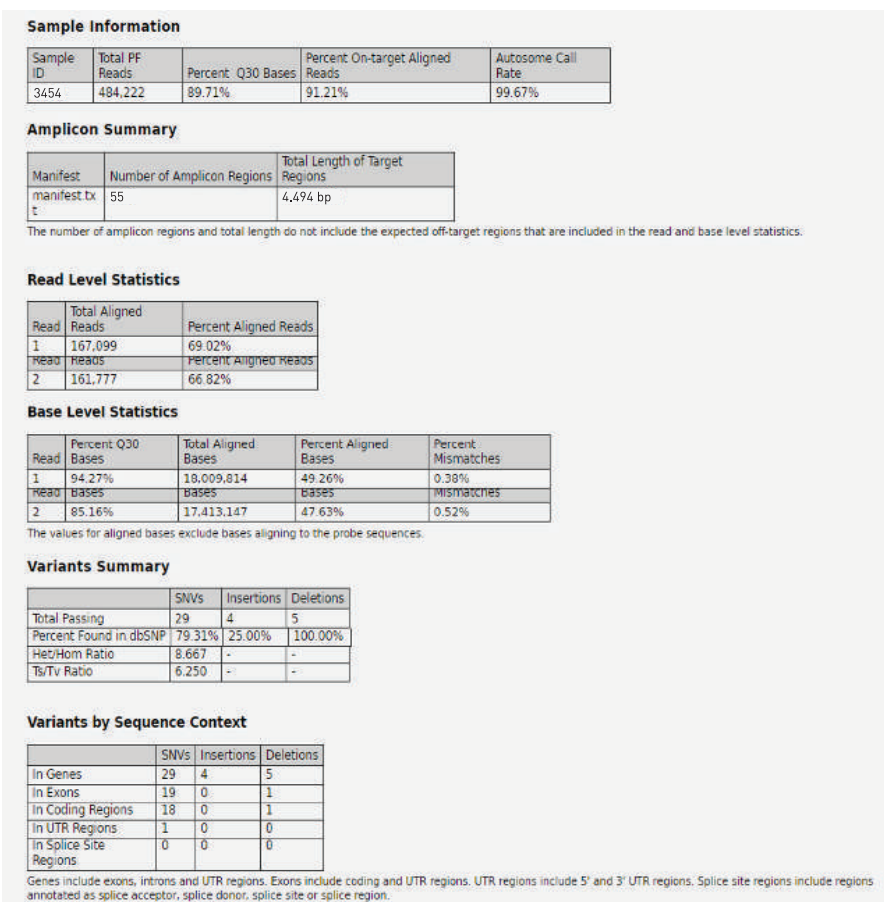 Sample Information
Sample ID | Total PF Reads | Percent Q30 Bases | Percent On-target Aligned Reads | Autosome Call Rate
3454 | 484,222 | 89.71% | 91.21% | 99.67%
Amplicon Summary
Manifest | Number of Amplicon Regions | Total Length of Target Regions
manifest.txt | 55 | 4.494 bp
The number of amplicon regions and total length do not include the expected off-target regions that are included in the read and base level statistics.
Read Level Statistics
Read | Total Aligned Reads | Percent Aligned Reads
1 | 167,099 | 69.02%
Read | Reads | Percent Aligned Reads
2 | 161,777 | 66.82%
Base Level Statistics
Read | Percent Q30 Bases | Total Aligned Bases | Percent Aligned Bases | Percent Mismatches
1 | 94.27% | 18,009,814 | 49.26% | 0.38%
Read | Bases | Bases | Bases | Mismatches
2 | 85.16% | 17,413,147 | 47.63% | 0.52%
The values for aligned bases exclude bases aligning to the probe sequences.
Variants Summary
SNVs | Insertions | Deletions
Total Passing | 29 | 4 | 5
Percent Found in dbSNP | 79.31% | 25.00% | 100.00%
Het/Hom Ratio | 8.667 | - | -
Ts/Tv Ratio | 6.250 | - | -
Variants by Sequence Context
SNVs | Insertions | Deletions
In Genes | 29 | 4 | 5
In Exons | 19 | 0 | 1
In Coding Regions | 18 | 0 | 1
In UTR Regions | 1 | 0 | 0
In Splice Site Regions | 0 | 0 | 0
Genes include exons, introns and UTR regions. Exons include coding and UTR regions. UTR regions include 5' and 3' UTR regions. Splice site regions include regions
annotated as splice acceptor, splice donor, splice site or splice region.